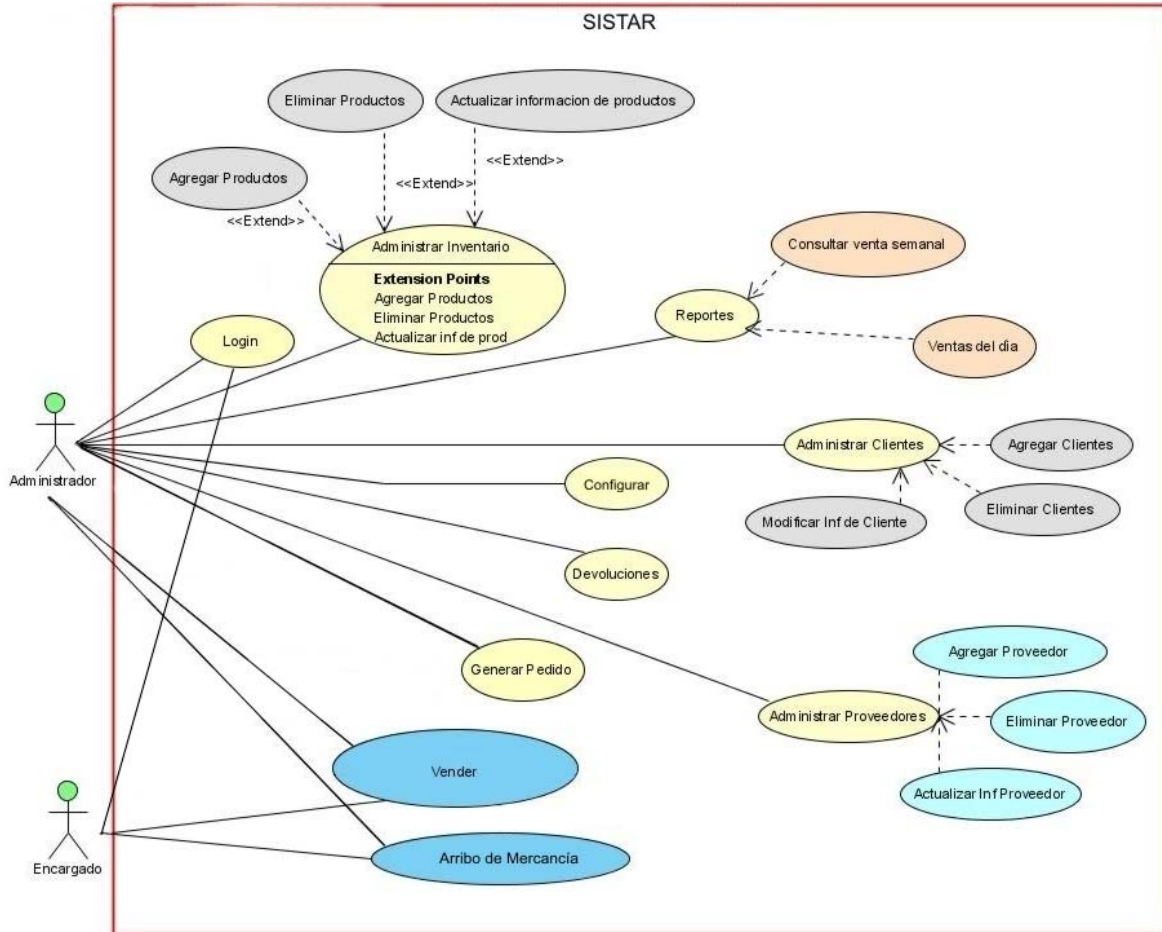 SISTAR
Eliminar Productos
Actualizar informacion de productos
<<Extend>>
Agregar Productos
<<Extend>>
<<Extend>>
Administrar Inventario
Extension Points
Agregar Productos
Eliminar Productos
Actualizar inf de prod
Consultar venta semanal
Reportes
Ventas del dia
Login
Administrador
Administrar Clientes
Agregar Clientes
Configurar
Modificar Inf de Cliente
Eliminar Clientes
Devoluciones
Generar Pedido
Agregar Proveedor
Administrar Proveedores
Eliminar Proveedor
Actualizar Inf Proveedor
Vender
Encargado
Arribo de Mercancía